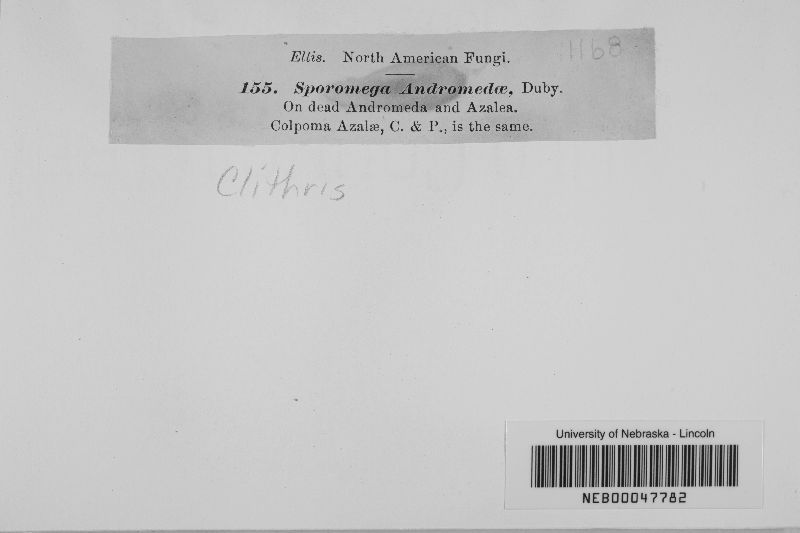 Ellis. North American Fungi.
1168
155. Sporomega Andromedæ, Duby.
On dead Andromeda and Azalea.
Colpoma Azalæ, C. & P., is the same.
Clithris
University of Nebraska - Lincoln
NEB00047782